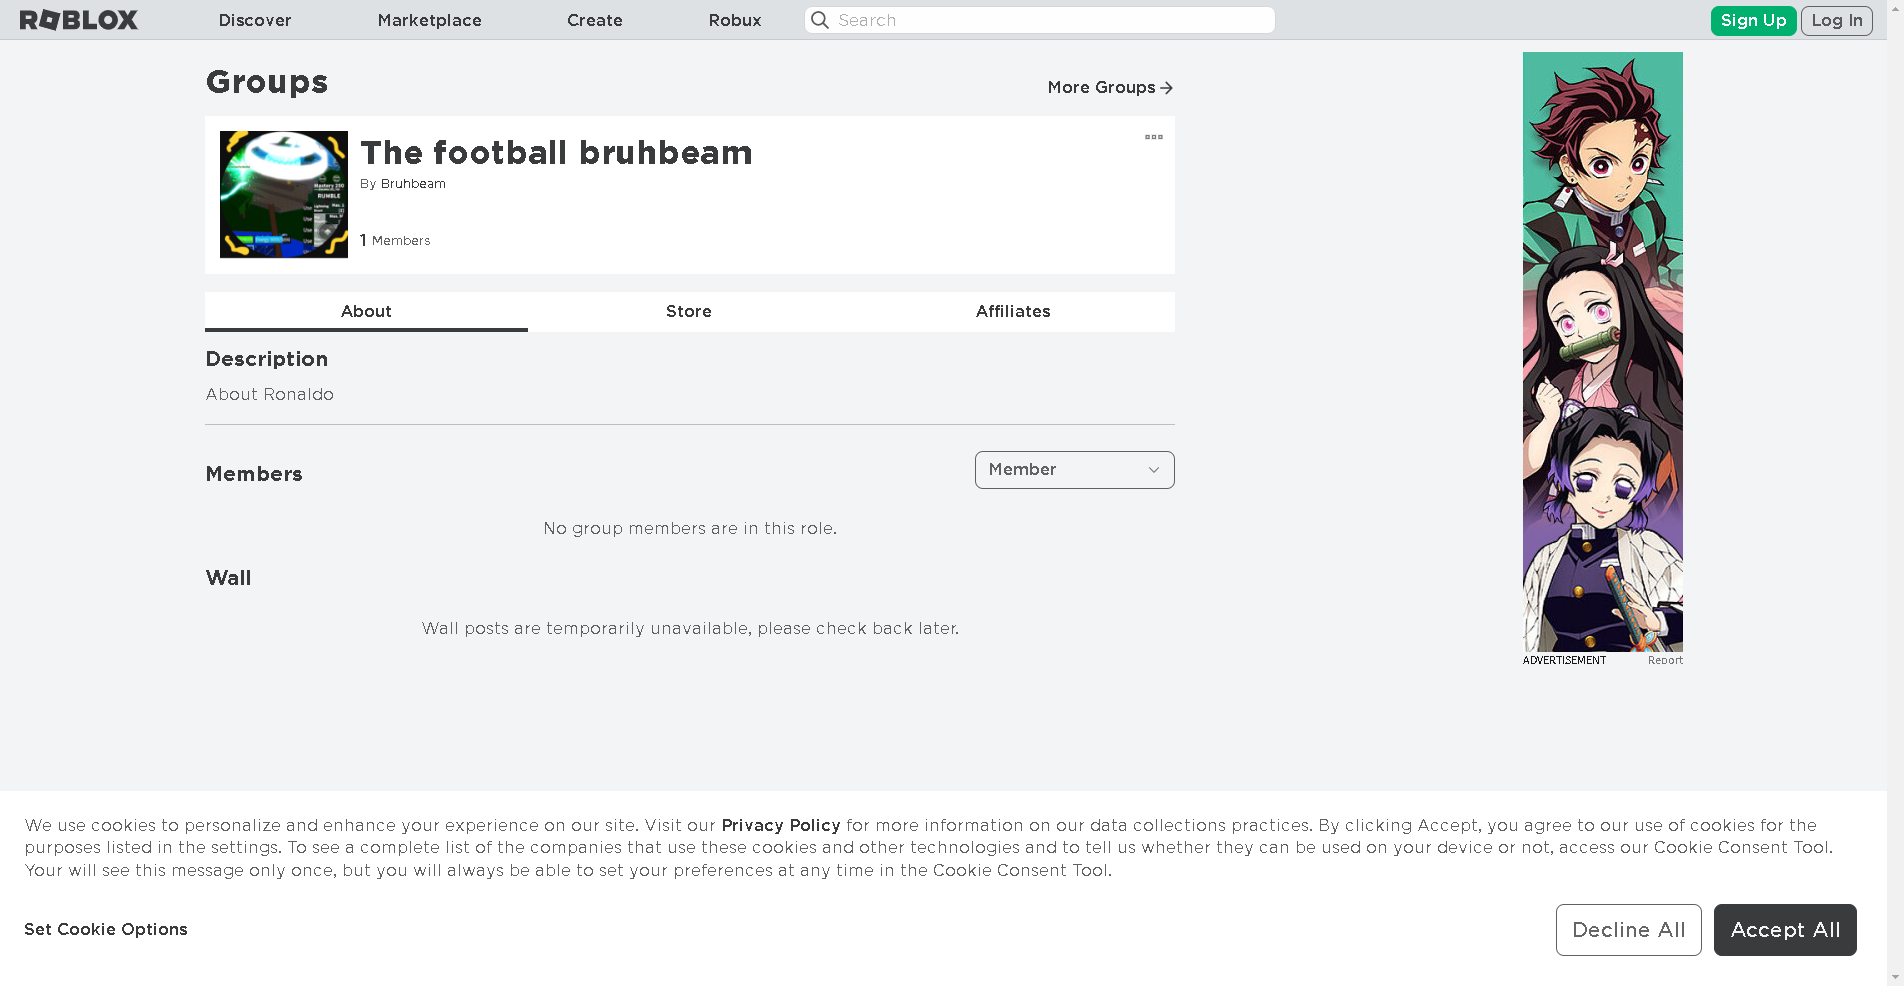 ROBLOX Discover Marketplace Create Robux Search Sign Up Log In
Groups
More Groups
The football bruhbeam
By Bruhbeam
Mastery 350
RUMBLE
1 Members
About Store Affiliates
Description
About Ronaldo
Members
Member
No group members are in this role.
Wall
Wall posts are temporarily unavailable, please check back later.
ADVERTISEMENT Report
We use cookies to personalize and enhance your experience on our site. Visit our Privacy Policy for more information on our data collections practices. By clicking Accept, you agree to our use of cookies for the
purposes listed in the settings. To see a complete list of the companies that use these cookies and other technologies and to tell us whether they can be used on your device or not, access our Cookie Consent Tool.
Your will see this message only once, but you will always be able to set your preferences at any time in the Cookie Consent Tool.
Set Cookie Options
Decline All
Accept All